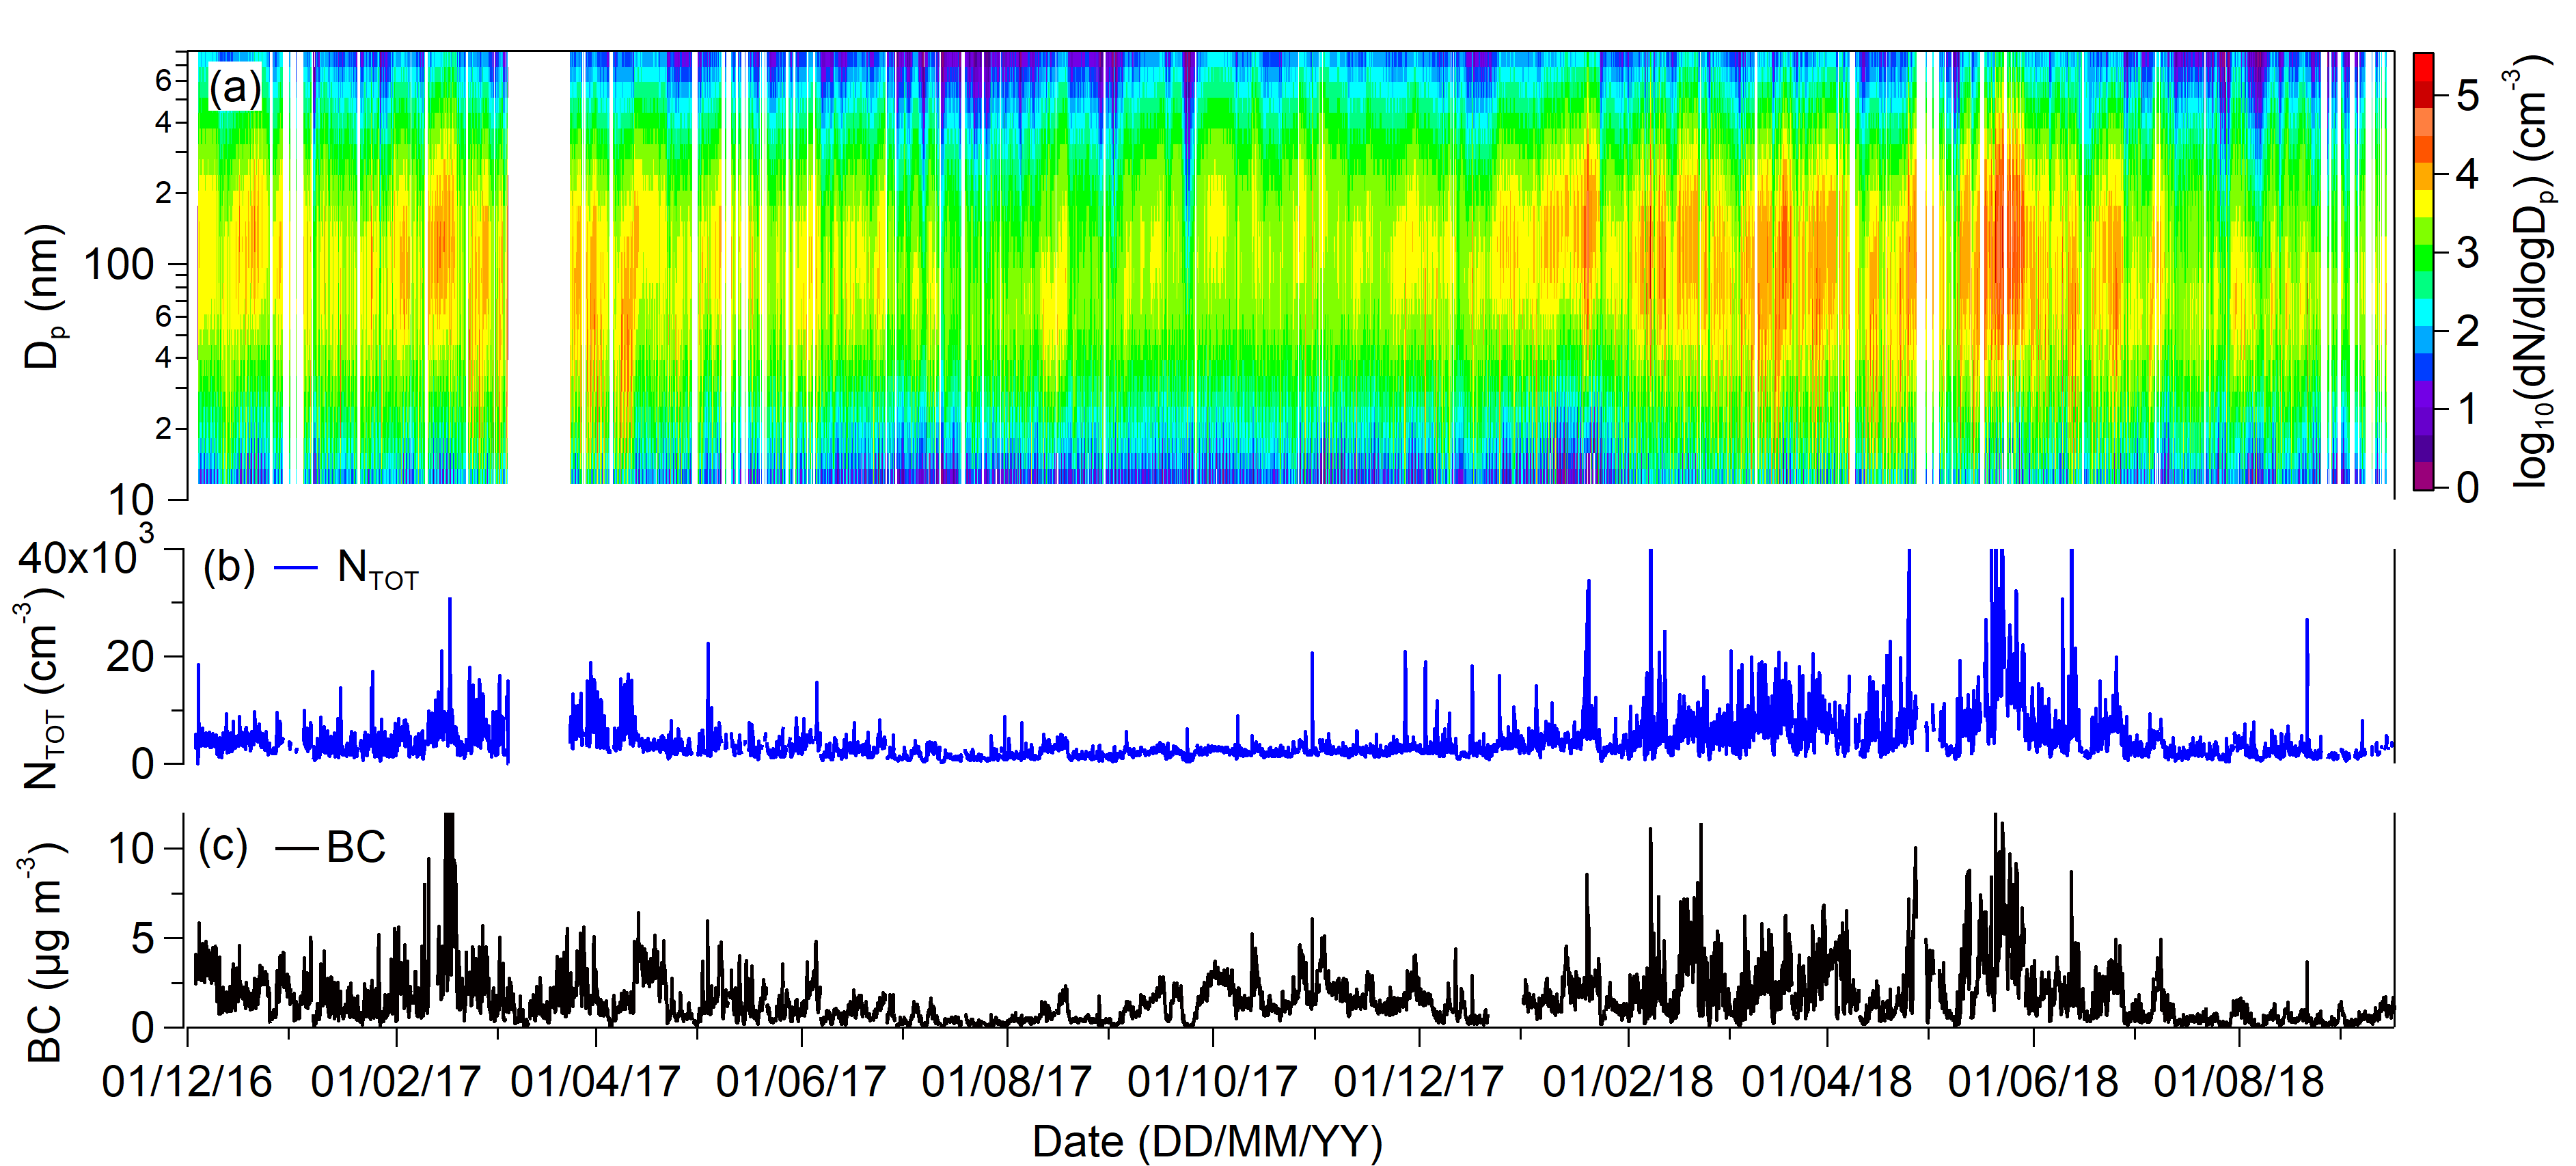 (a)
6
4
2
100
6
4
2
10
Dp (nm)
5
4
3
2
1
0
log10(dN/dlogDp) (cm-3)
40x103
20
0
NTOT (cm-3)
(b) NTOT
10
5
0
BC (µg m-3)
(c) BC
01/12/16 01/02/17 01/04/17 01/06/17 01/08/17 01/10/17 01/12/17 01/02/18 01/04/18 01/06/18 01/08/18
Date (DD/MM/YY)